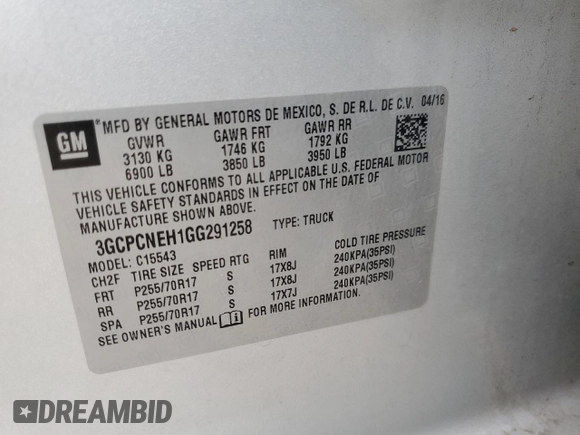 GM
MFD BY GENERAL MOTORS DE MEXICO, S. DE R.L. DE C.V. 04/16
GVWR GAWR FRT GAWR RR
3130 KG 1746 KG 1792 KG
6900 LB 3850 LB 3950 LB
THIS VEHICLE CONFORMS TO ALL APPLICABLE U.S. FEDERAL MOTOR
VEHICLE SAFETY STANDARDS IN EFFECT ON THE DATE OF
MANUFACTURE SHOWN ABOVE.
3GCPCNEH1GG291258 TYPE: TRUCK
MODEL: C15543
CH2F TIRE SIZE SPEED RTG RIM COLD TIRE PRESSURE
FRT P255/70R17 S 17X8J 240KPA(35PSI)
RR P255/70R17 S 17X8J 240KPA(35PSI)
SPA P255/70R17 S 17X7J 240KPA(35PSI)
SEE OWNER'S MANUAL FOR MORE INFORMATION.
DREAMBID